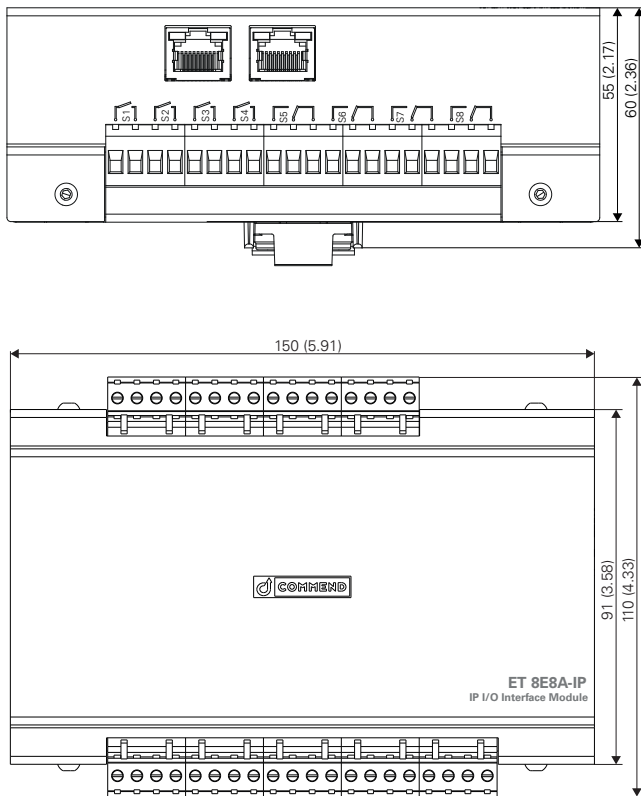 55 (2.17)
60 (2.36)
S1 S2 S3 S4 S5 S6 S7 S8
150 (5.91)
COMMEND
91 (3.58)
110 (4.33)
ET 8E8A-IP
IP I/O Interface Module